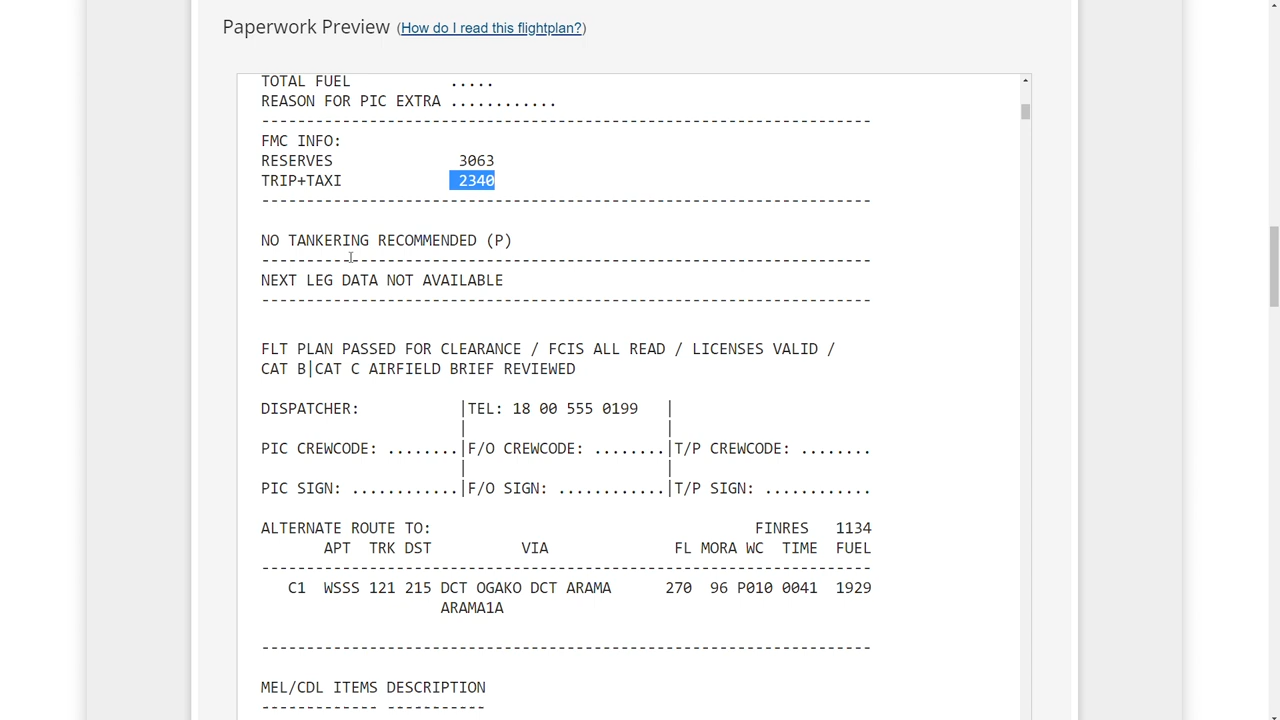 Paperwork Preview (How do I read this flightplan?)
TOTAL FUEL .....
REASON FOR PIC EXTRA ............
--------------------------------------------------------------------
FMC INFO:
RESERVES 3063
TRIP+TAXI 2340
--------------------------------------------------------------------
NO TANKERING RECOMMENDED (P)
--------------------------------------------------------------------
NEXT LEG DATA NOT AVAILABLE
--------------------------------------------------------------------
FLT PLAN PASSED FOR CLEARANCE / FCIS ALL READ / LICENSES VALID /
CAT B|CAT C AIRFIELD BRIEF REVIEWED
DISPATCHER: |TEL: 18 00 555 0199 |
| |
PIC CREWCODE: ........|F/O CREWCODE: ........|T/P CREWCODE: ........
| |
PIC SIGN: ............|F/O SIGN: ............|T/P SIGN: ............
ALTERNATE ROUTE TO: FINRES 1134
APT TRK DST VIA FL MORA WC TIME FUEL
--------------------------------------------------------------------
C1 WSSS 121 215 DCT OGAKO DCT ARAMA 270 96 P010 0041 1929
ARAMA1A
--------------------------------------------------------------------
MEL/CDL ITEMS DESCRIPTION
------------- -----------